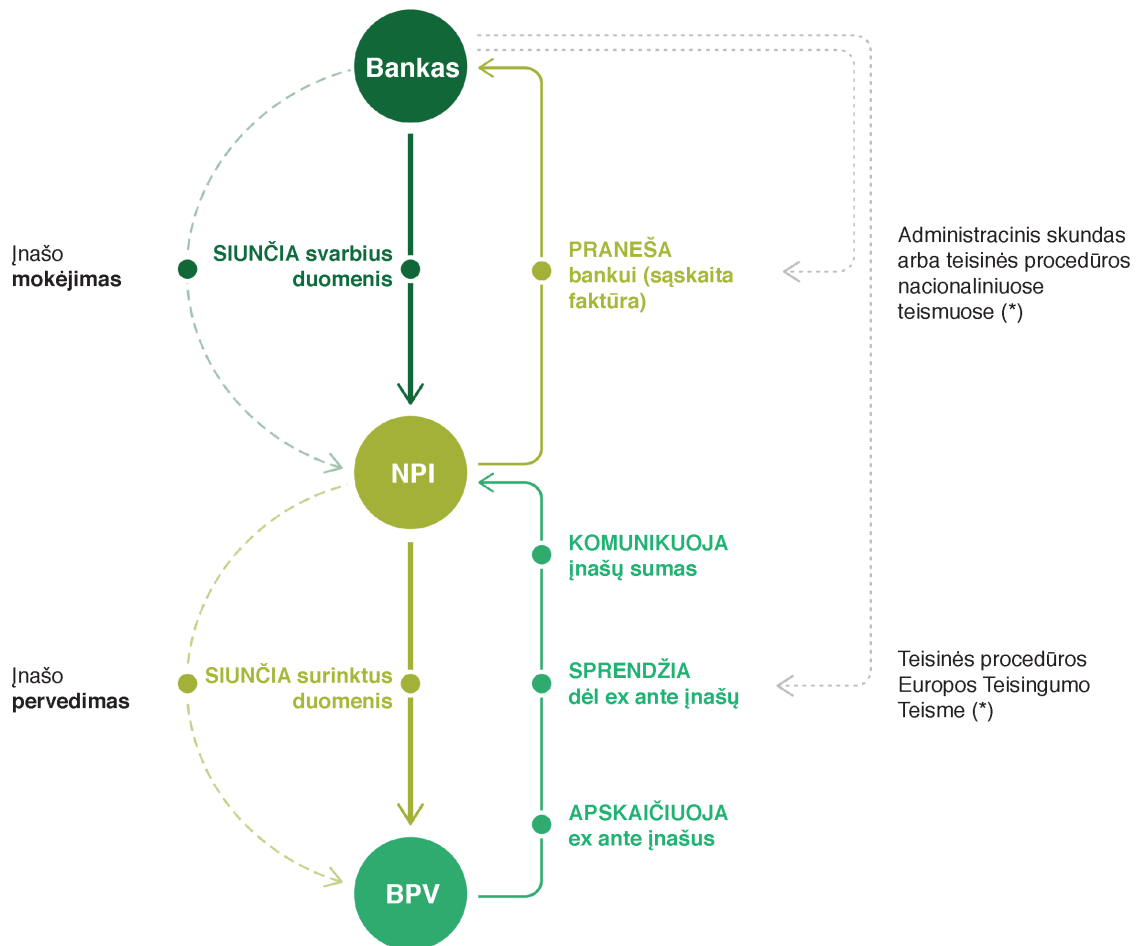 Bankas
Įnašo
mokėjimas
SIUNČIA svarbius
duomenis
PRANEŠA
bankui (sąskaita
faktūra)
Administracinis skundas
arba teisinės procedūros
nacionaliniuose
teismuose (*)
NPI
KOMUNIKUOJA
įnašų sumas
Įnašo
pervedimas
SIUNČIA surinktus
duomenis
SPRENDŽIA
dėl ex ante įnašų
Teisinės procedūros
Europos Teisingumo
Teisme (*)
APSKAIČIUOJA
ex ante įnašus
BPV